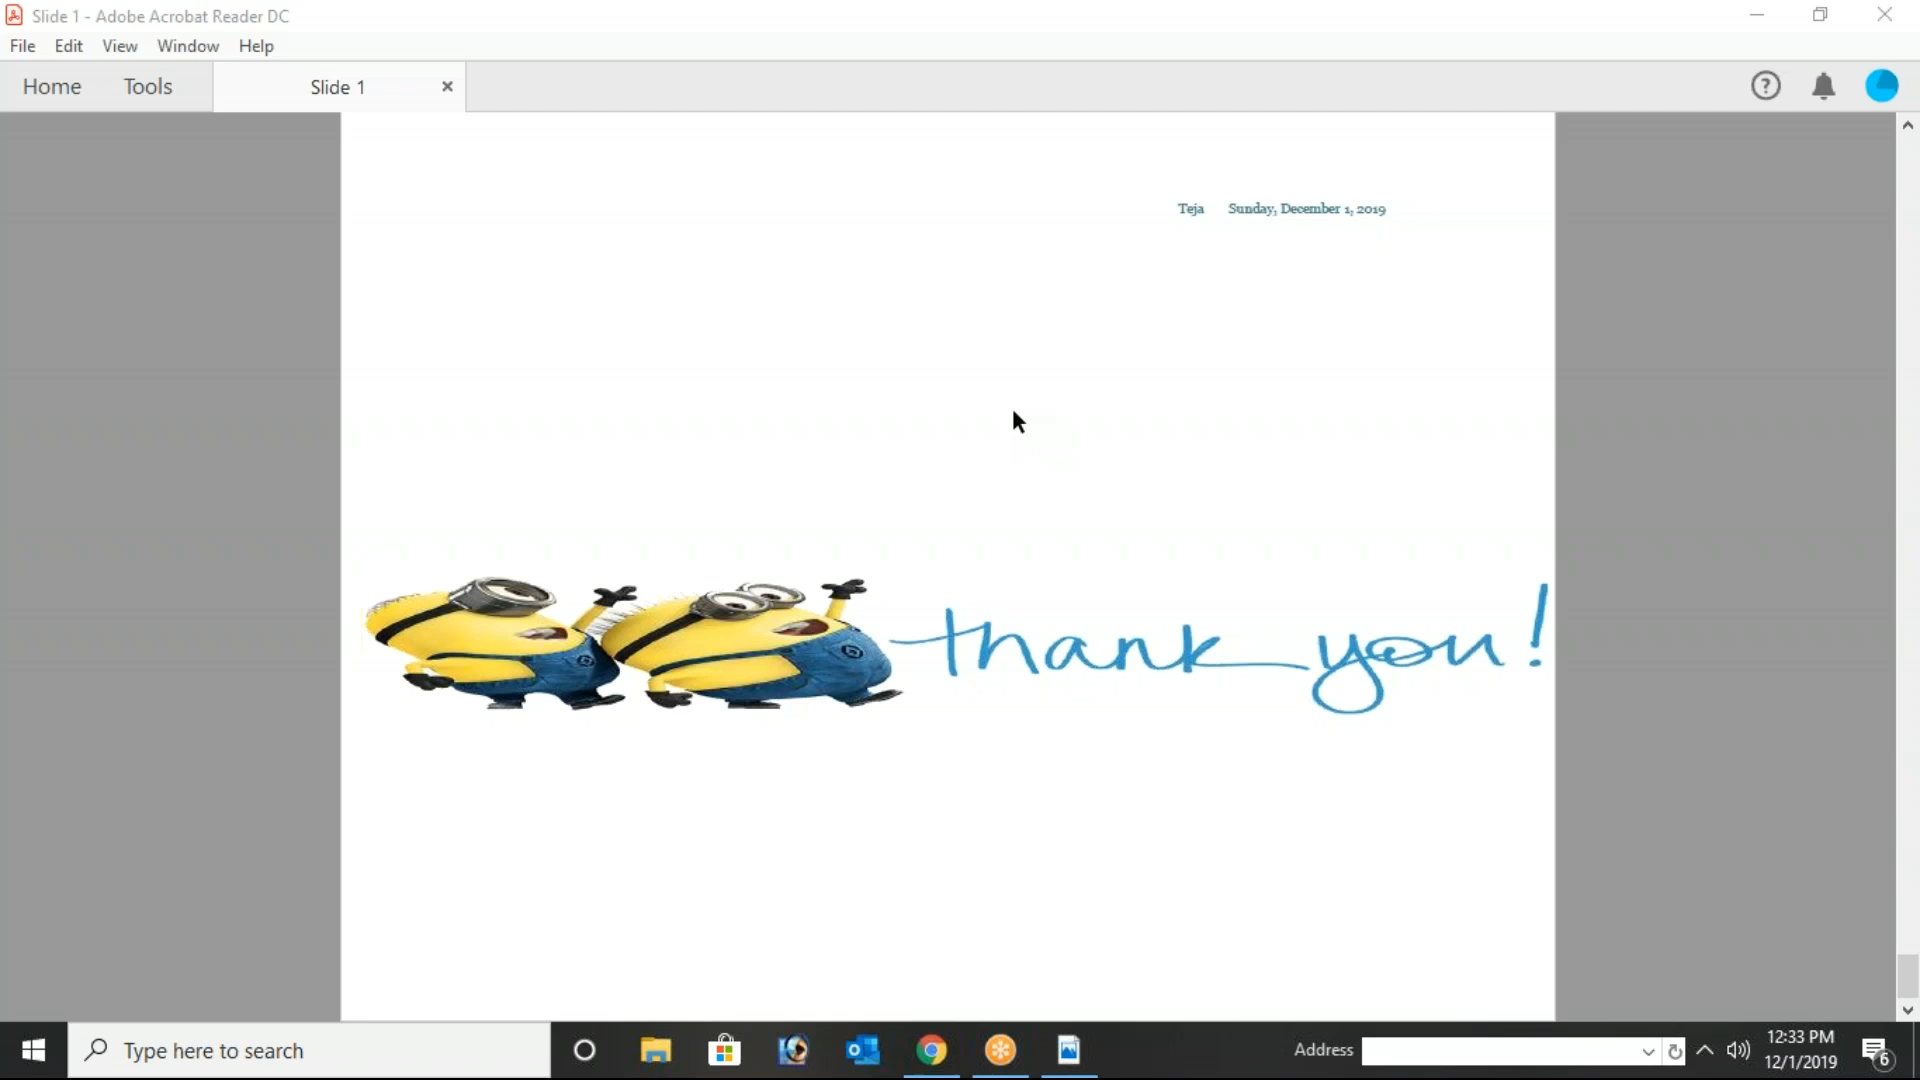 Slide 1 - Adobe Acrobat Reader DC
File Edit View Window Help
Home Tools Slide 1
Teja Sunday, December 1, 2019
thank you!
Type here to search
Address
12:33 PM
12/1/2019
6